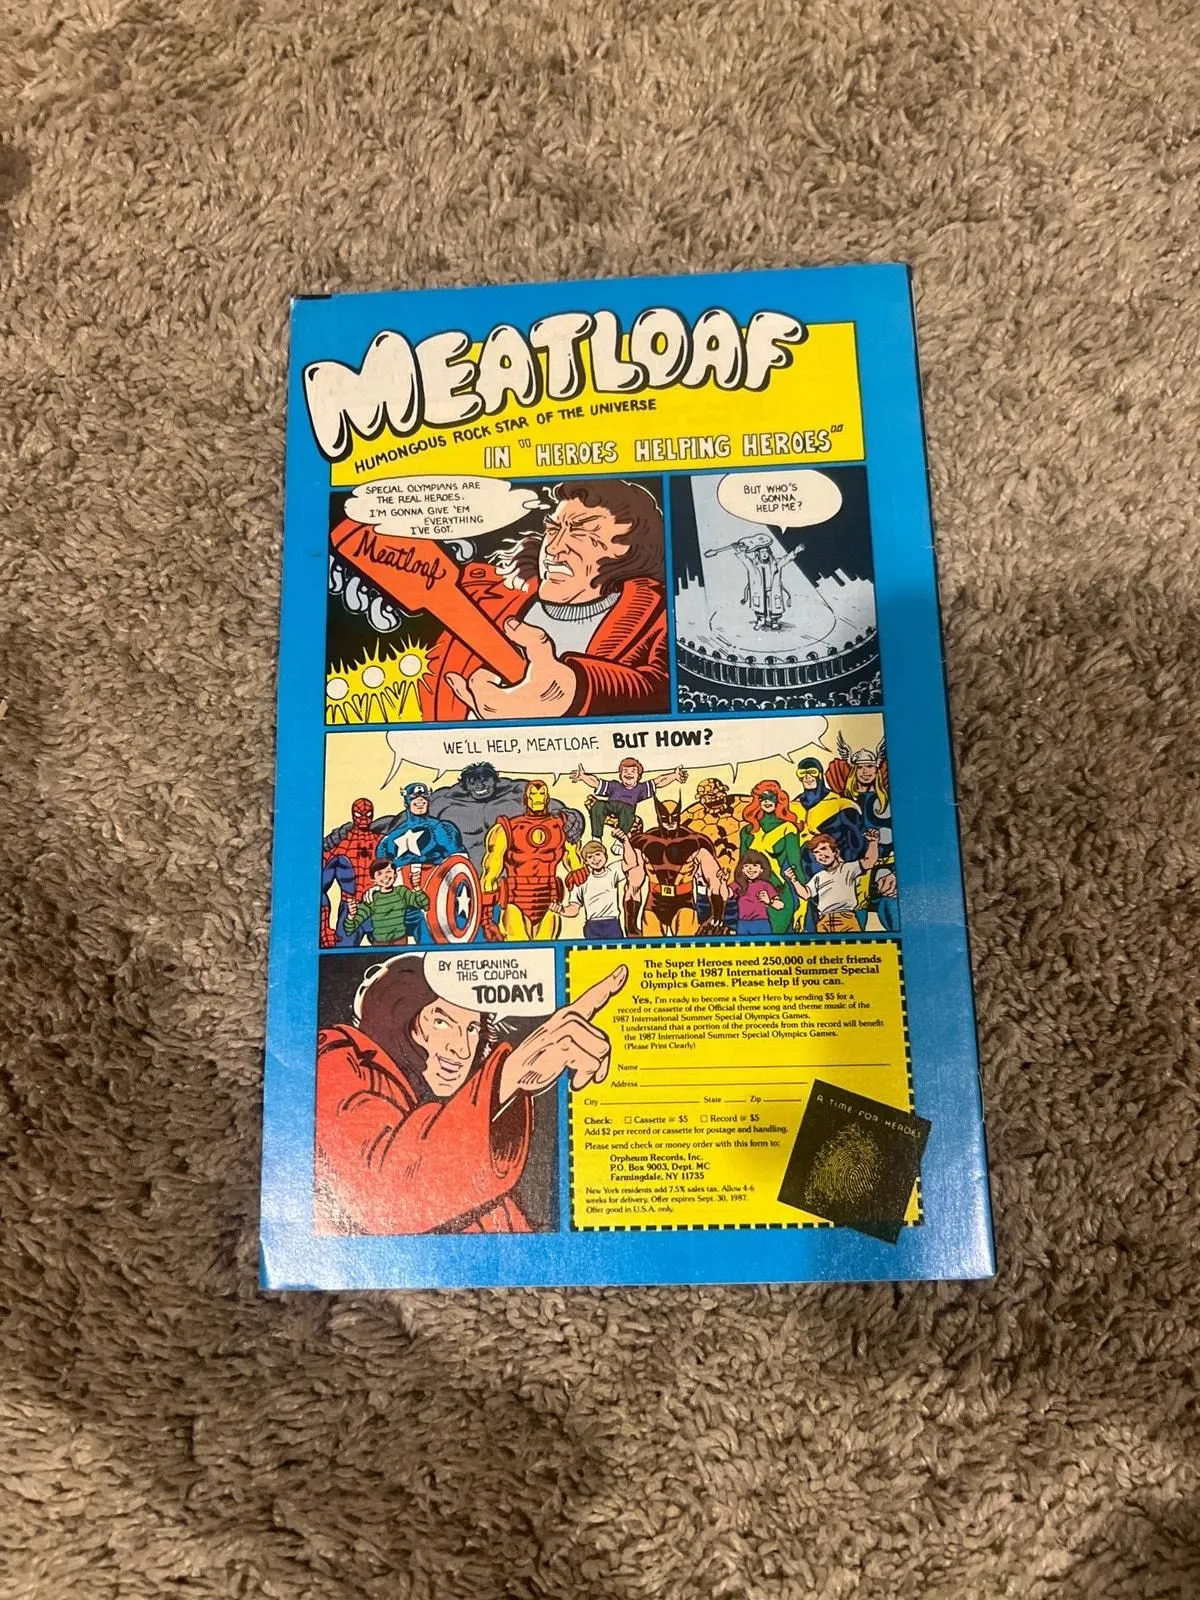 MEATLOAF
HUMONGOUS ROCK STAR OF THE UNIVERSE
IN "HEROES HELPING HEROES"
SPECIAL OLYMPIANS ARE
THE REAL HEROES.
I'M GONNA GIVE 'EM
EVERYTHING
I'VE GOT.
Meatloaf
BUT WHO'S
GONNA
HELP ME?
WE'LL HELP, MEATLOAF. BUT HOW?
BY RETURNING
THIS COUPON
TODAY!
The Super Heroes need 250,000 of their friends
to help the 1987 International Summer Special
Olympics Games. Please help if you can.
Yes, I'm ready to become a Super Hero by sending $5 for a
record or cassette of the Official theme song and theme music of the
1987 International Summer Special Olympics Games.
I understand that a portion of the proceeds from this record will benefit
the 1987 International Summer Special Olympics Games.
(Please Print Clearly)
Name
Address
City State Zip
Check: Cassette @ $5 Record @ $5
Add $2 per record or cassette for postage and handling.
Please send check or money order with this form to:
Orpheum Records, Inc.
P.O. Box 9003, Dept. MC
Farmingdale, NY 11735
New York residents add 7.5% sales tax. Allow 4-6
weeks for delivery. Offer expires Sept. 30, 1987.
Offer good in U.S.A. only.
A TIME FOR HEROES